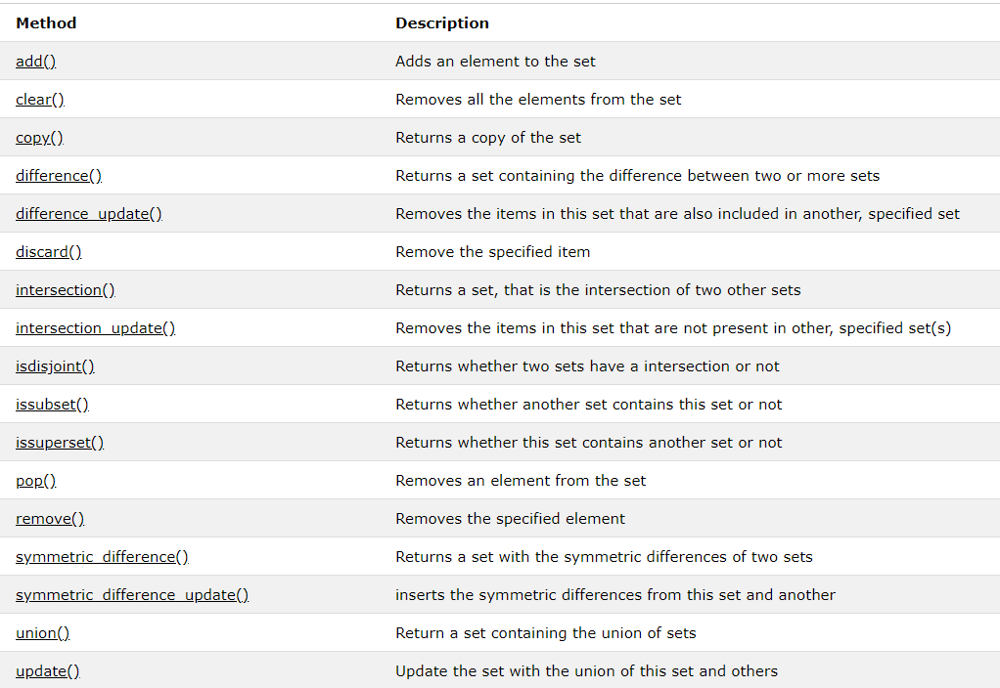 Method Description
add() Adds an element to the set
clear() Removes all the elements from the set
copy() Returns a copy of the set
difference() Returns a set containing the difference between two or more sets
difference_update() Removes the items in this set that are also included in another, specified set
discard() Remove the specified item
intersection() Returns a set, that is the intersection of two other sets
intersection_update() Removes the items in this set that are not present in other, specified set(s)
isdisjoint() Returns whether two sets have a intersection or not
issubset() Returns whether another set contains this set or not
issuperset() Returns whether this set contains another set or not
pop() Removes an element from the set
remove() Removes the specified element
symmetric_difference() Returns a set with the symmetric differences of two sets
symmetric_difference_update() inserts the symmetric differences from this set and another
union() Return a set containing the union of sets
update() Update the set with the union of this set and others